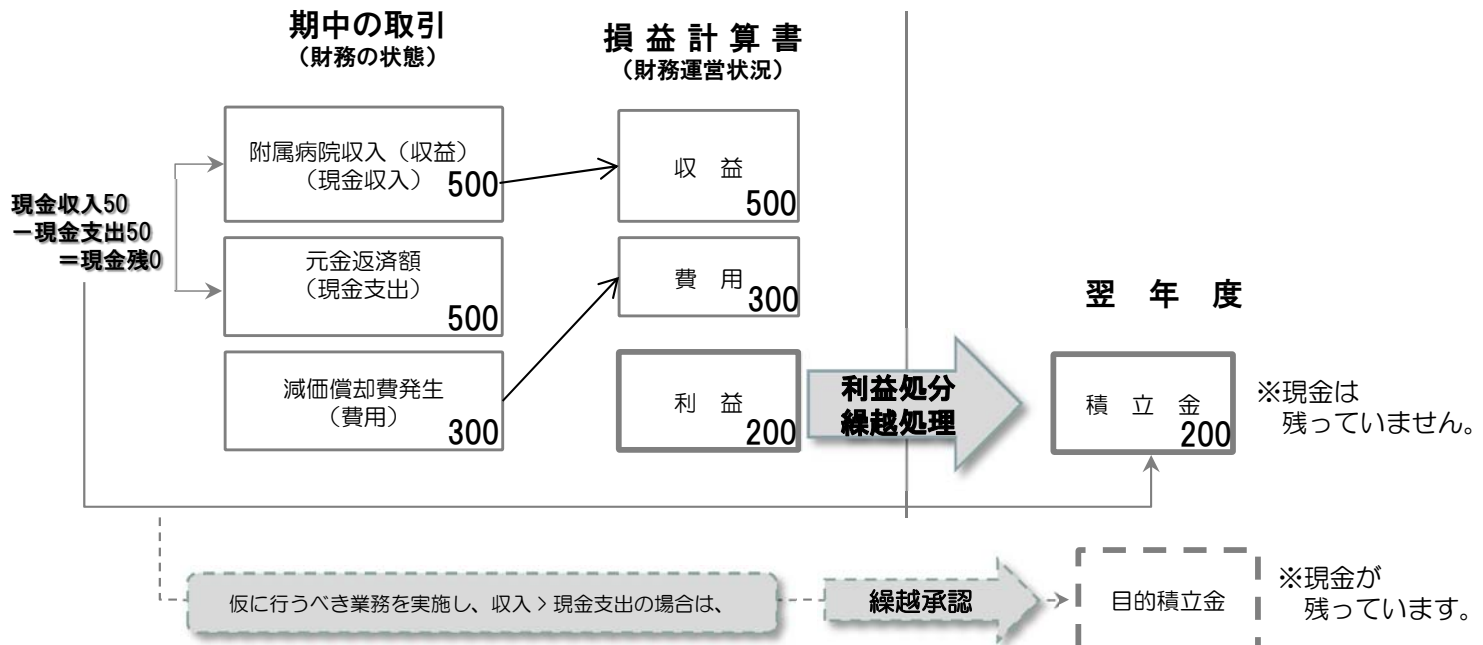 期中の取引
（財務の状態）
損益計算書
（財務運営状況）
附属病院収入（収益）
（現金収入）
500
収 益
500
現金収入50
－現金支出50
＝現金残0
元金返済額
（現金支出）
500
費 用
300
減価償却費発生
（費用）
300
利 益
200
利益処分
繰越処理
翌 年 度
積 立 金
200
※現金は
残っていません。
仮に行うべき業務を実施し、収入 > 現金支出の場合は、
繰越承認
目的積立金
※現金が
残っています。